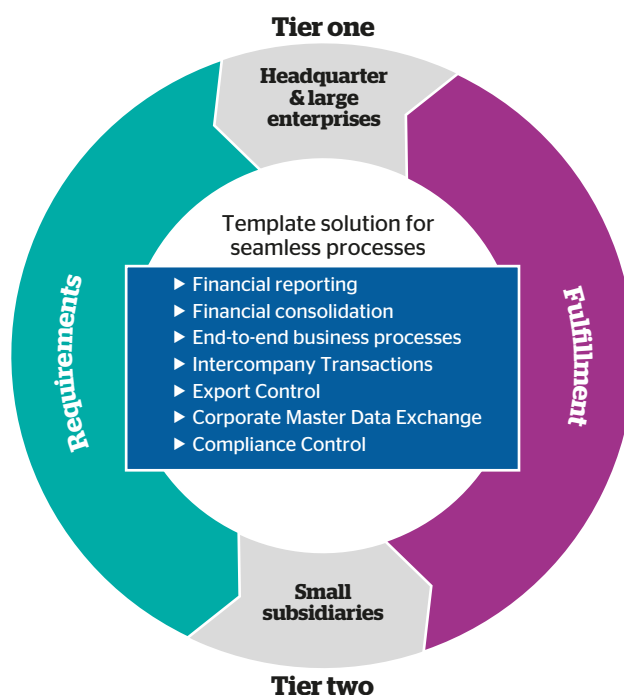 Tier one
Headquarter
& large
enterprises
Template solution for
seamless processes
▶ Financial reporting
▶ Financial consolidation
▶ End-to-end business processes
▶ Intercompany Transactions
▶ Export Control
▶ Corporate Master Data Exchange
▶ Compliance Control
Requirements
Fulfillment
Small
subsidiaries
Tier two